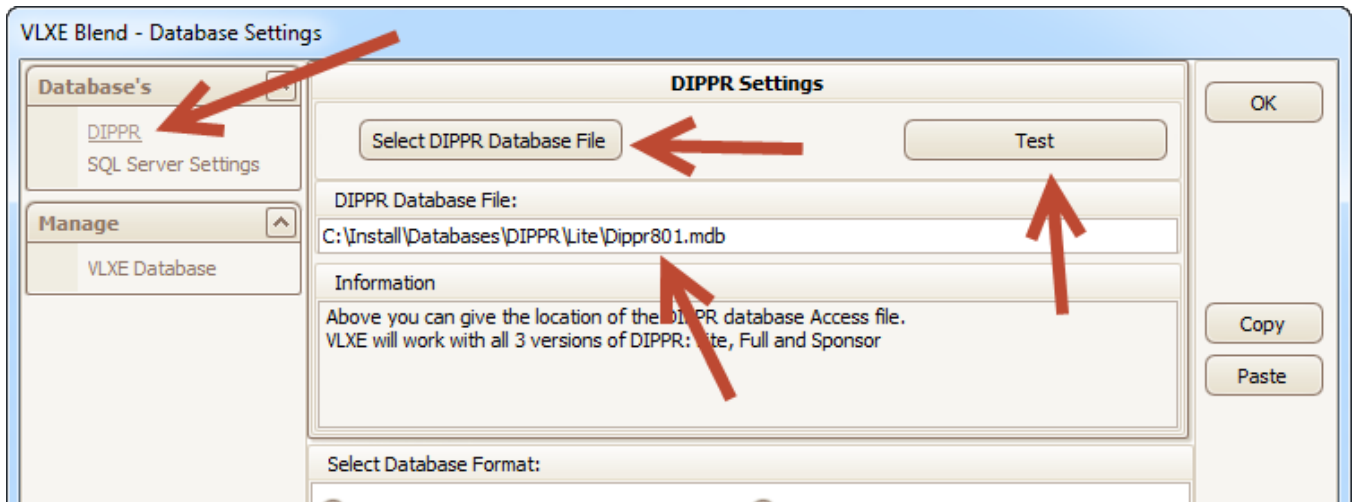 VLXE Blend - Database Settings
Database's
DIPPR
SQL Server Settings
Manage
VLXE Database
DIPPR Settings
Select DIPPR Database File
Test
DIPPR Database File:
C:\Install\Databases\DIPPR\Lite\Dippr801.mdb
Information
Above you can give the location of the DIPPR database Access file.
VLXE will work with all 3 versions of DIPPR: Lite, Full and Sponsor
Select Database Format:
OK
Copy
Paste